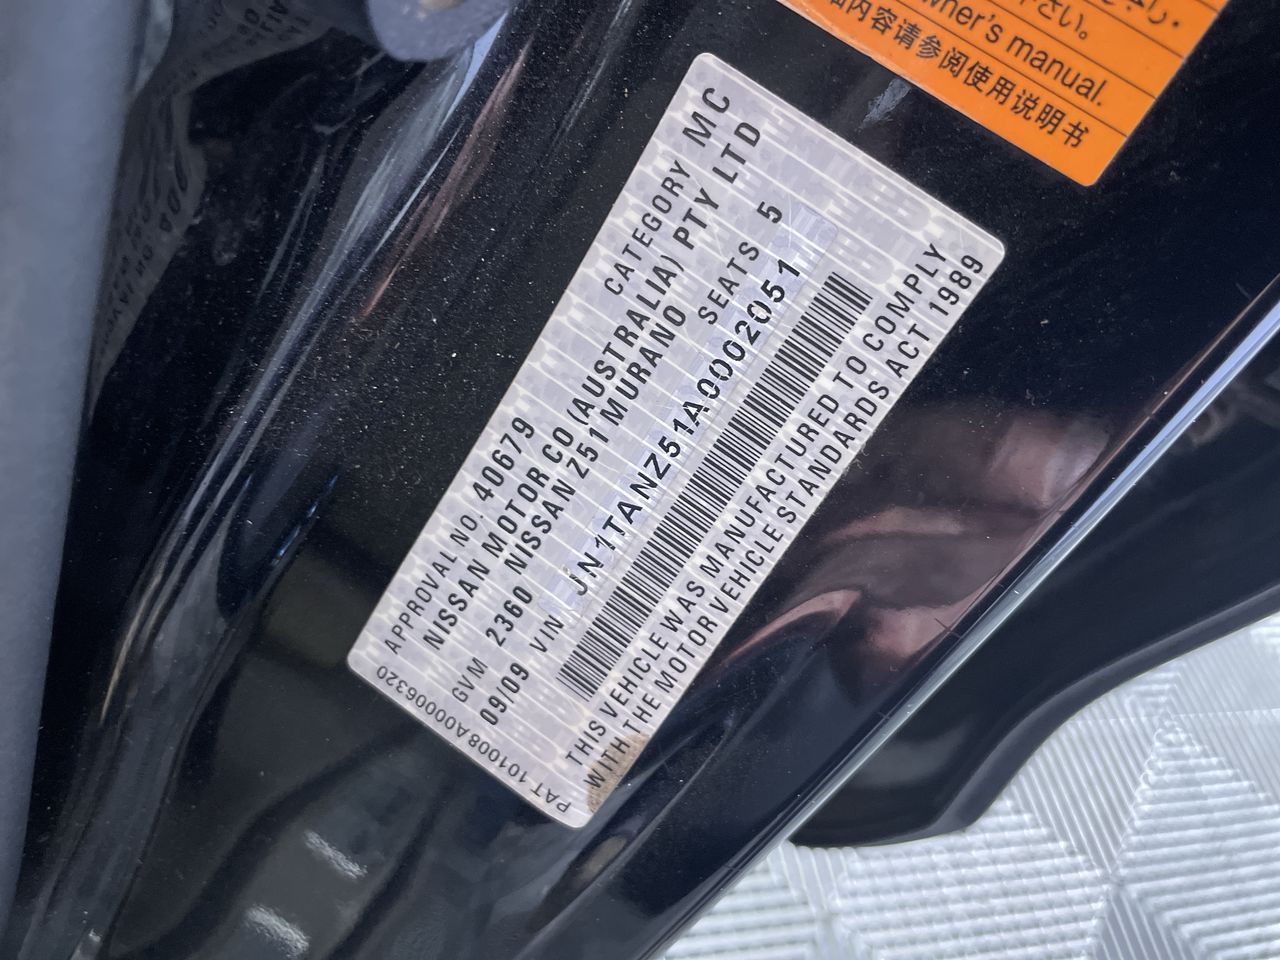 owner's manual.
内容请参阅使用说明书
APPROVAL NO. 40679 CATEGORY MC
NISSAN MOTOR CO (AUSTRALIA) PTY LTD
GVM 2360 NISSAN Z51 MURANO SEATS 5
09/09 VIN JN1TANZ51A0002051
THIS VEHICLE WAS MANUFACTURED TO COMPLY
WITH THE MOTOR VEHICLE STANDARDS ACT 1989
PAT 101008A00006320